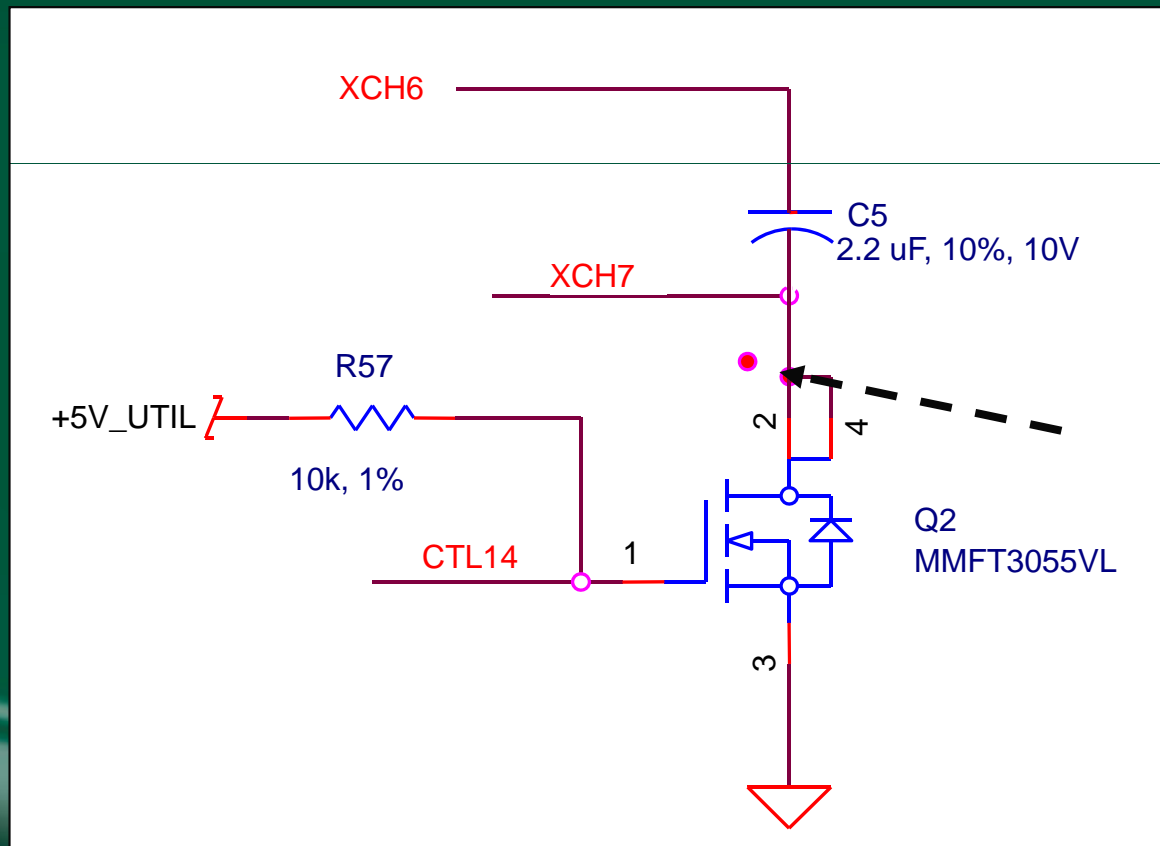 XCH6
C5
2.2 uF, 10%, 10V
XCH7
R57
+5V_UTIL
10k, 1%
2
4
CTL14
1
Q2
MMFT3055VL
3